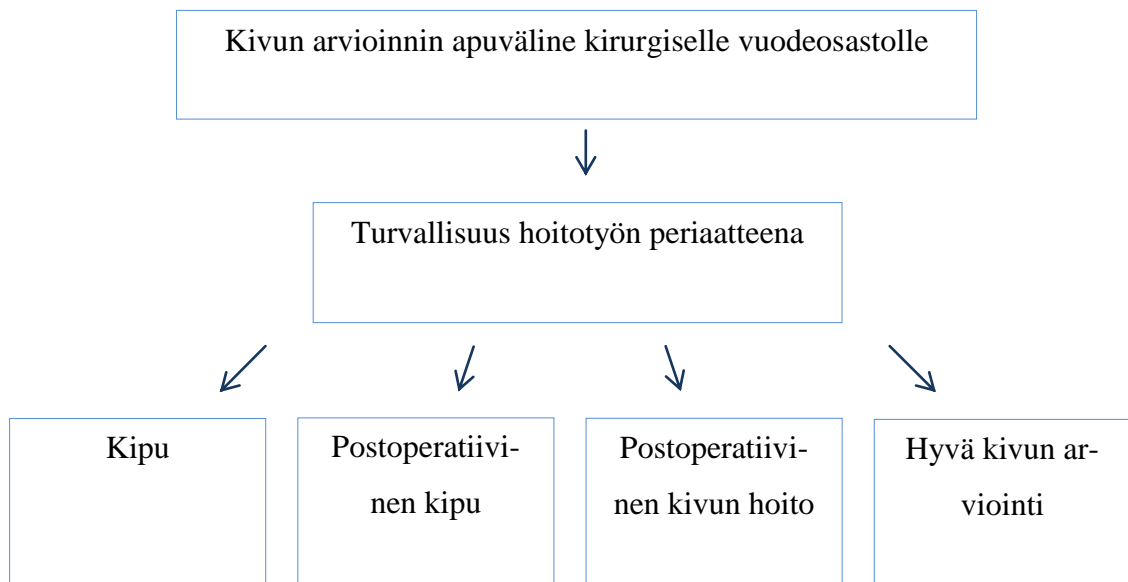 Kivun arvioinnin apuväline kirurgiselle vuodeosastolle
Turvallisuus hoitotyön periaatteena
Kipu
Postoperatiivi-
nen kipu
Postoperatiivi-
nen kivun hoito
Hyvä kivun ar-
viointi